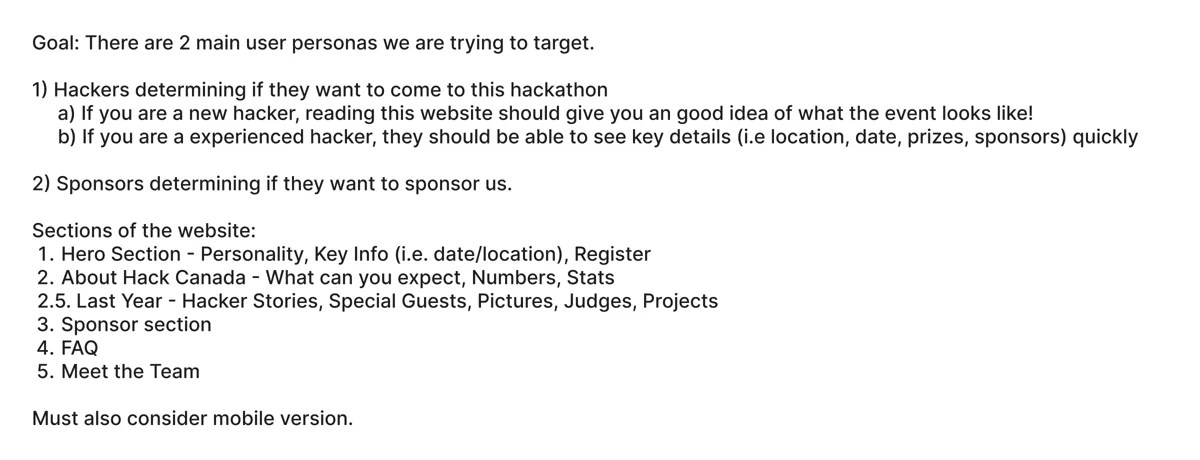 Goal: There are 2 main user personas we are trying to target.
1) Hackers determining if they want to come to this hackathon
a) If you are a new hacker, reading this website should give you an good idea of what the event looks like!
b) If you are a experienced hacker, they should be able to see key details (i.e location, date, prizes, sponsors) quickly
2) Sponsors determining if they want to sponsor us.
Sections of the website:
1. Hero Section - Personality, Key Info (i.e. date/location), Register
2. About Hack Canada - What can you expect, Numbers, Stats
2.5. Last Year - Hacker Stories, Special Guests, Pictures, Judges, Projects
3. Sponsor section
4. FAQ
5. Meet the Team
Must also consider mobile version.